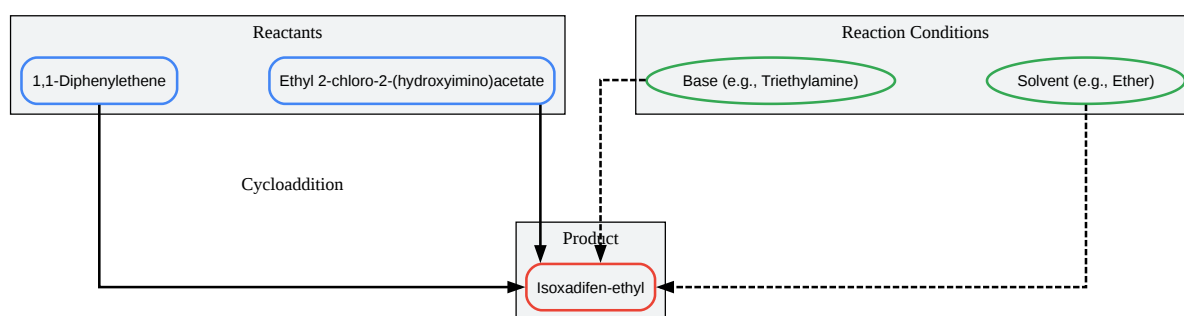 Reactants
Reaction Conditions
1,1-Diphenylethene
Ethyl 2-chloro-2-(hydroxyimino)acetate
Base (e.g., Triethylamine)
Solvent (e.g., Ether)
Cycloaddition
Product
Isoxadifen-ethyl